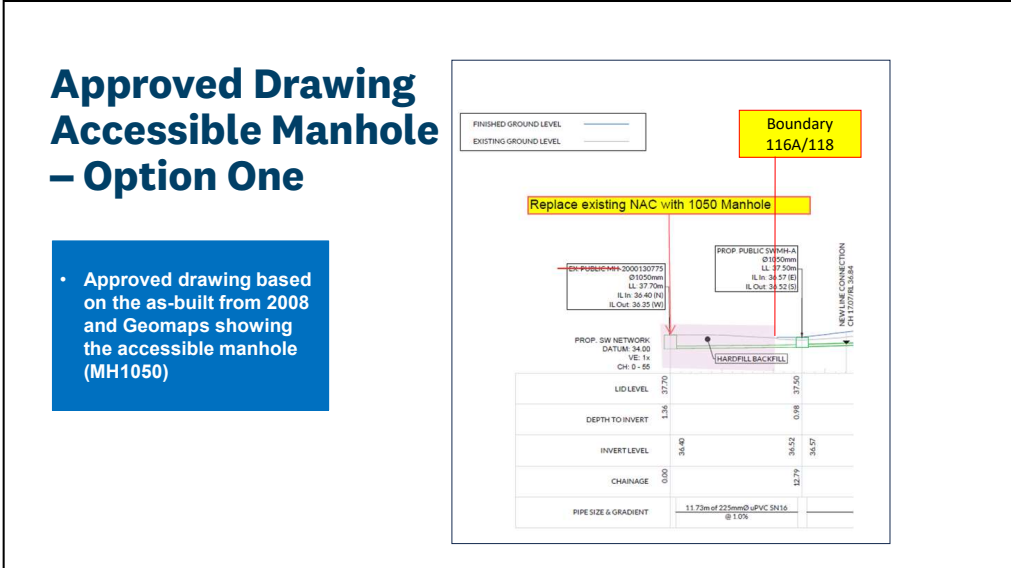 Approved Drawing
Accessible Manhole
– Option One
• Approved drawing based
on the as-built from 2008
and Geomaps showing
the accessible manhole
(MH1050)
FINISHED GROUND LEVEL
EXISTING GROUND LEVEL
Boundary
116A/118
Replace existing NAC with 1050 Manhole
EX. PUBLIC MH-2000130775
Ø1050mm
LL: 37.70m
IL In: 36.40 (N)
IL Out: 36.35 (W)
PROP. PUBLIC SWMH-A
Ø1050mm
LL: 37.50m
IL In: 36.57 (E)
IL Out: 36.52 (S)
NEW LINE CONNECTION
CH 17.07/RL 36.84
PROP. SW NETWORK
DATUM: 34.00
VE: 1x
CH: 0 - 55
HARDFILL BACKFILL
LID LEVEL 37.70 37.50
DEPTH TO INVERT 1.36 0.98
INVERT LEVEL 36.40 36.52 36.57
CHAINAGE 0.00 12.79
PIPE SIZE & GRADIENT 11.73m of 225mmØ uPVC SN16
@ 1.0%